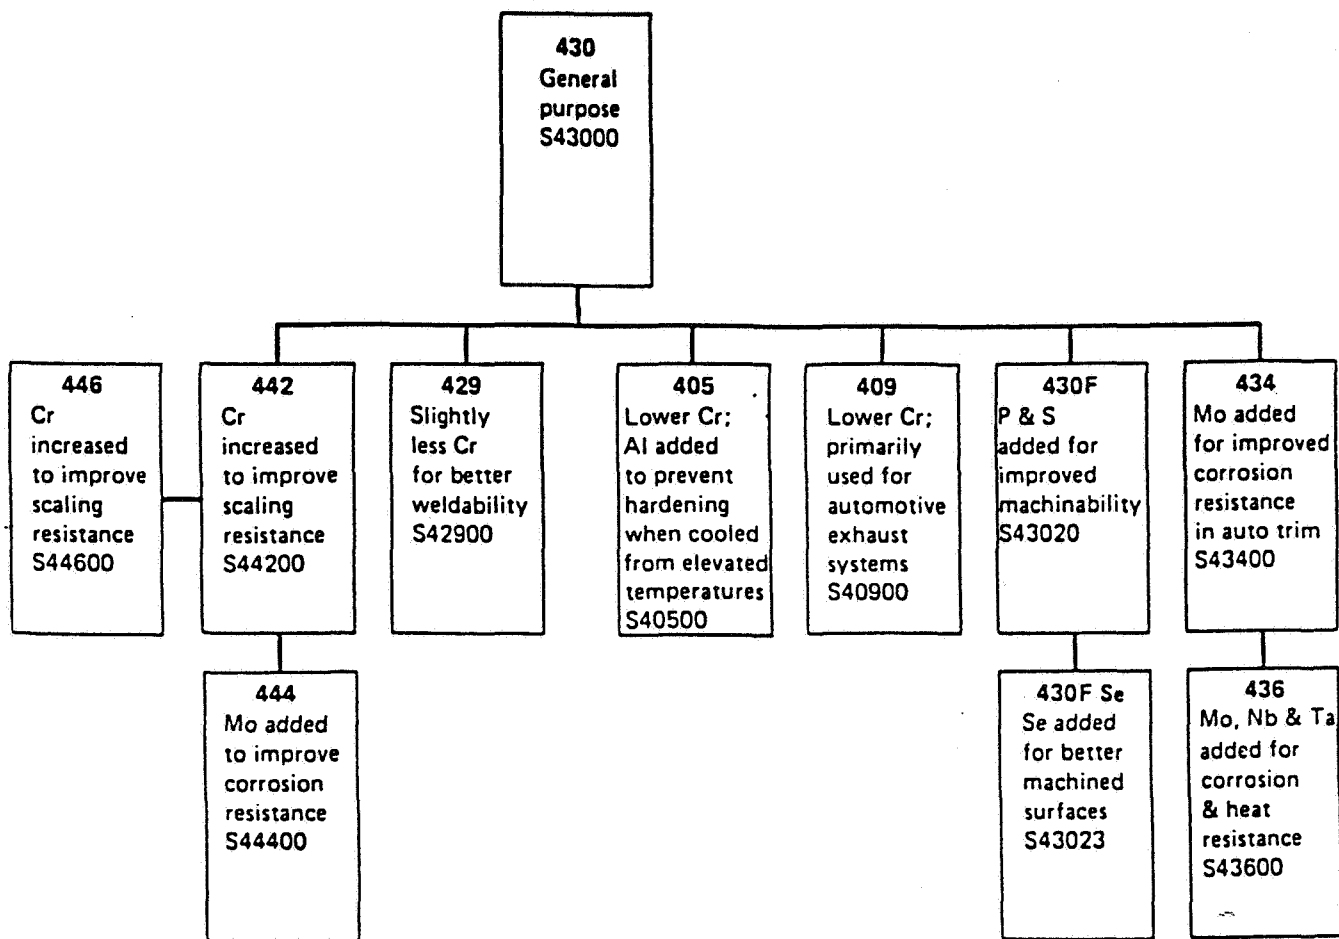 430
General
purpose
S43000
446
Cr
increased
to improve
scaling
resistance
S44600
442
Cr
increased
to improve
scaling
resistance
S44200
429
Slightly
less Cr
for better
weldability
S42900
405
Lower Cr;
Al added
to prevent
hardening
when cooled
from elevated
temperatures
S40500
409
Lower Cr;
primarily
used for
automotive
exhaust
systems
S40900
430F
P & S
added for
improved
machinability
S43020
434
Mo added
for improved
corrosion
resistance
in auto trim
S43400
444
Mo added
to improve
corrosion
resistance
S44400
430F Se
Se added
for better
machined
surfaces
S43023
436
Mo, Nb & Ta
added for
corrosion
& heat
resistance
S43600